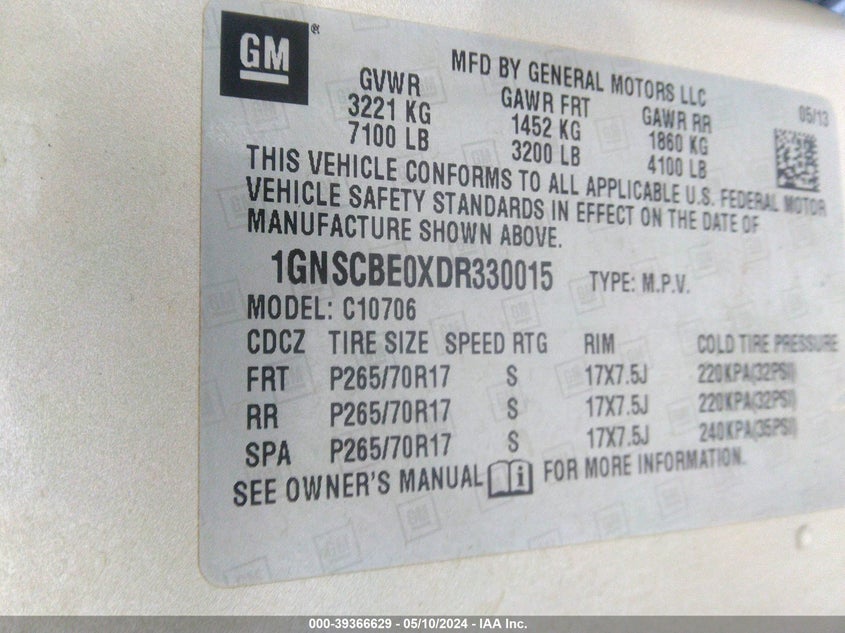 GM ®
MFD BY GENERAL MOTORS LLC
05/13
GVWR GAWR FRT GAWR RR
3221 KG 1452 KG 1860 KG
7100 LB 3200 LB 4100 LB
THIS VEHICLE CONFORMS TO ALL APPLICABLE U.S. FEDERAL MOTOR
VEHICLE SAFETY STANDARDS IN EFFECT ON THE DATE OF
MANUFACTURE SHOWN ABOVE.
1GNSCBE0XDR330015 TYPE: M.P.V.
MODEL: C10706
CDCZ TIRE SIZE SPEED RTG RIM COLD TIRE PRESSURE
FRT P265/70R17 S 17X7.5J 220KPA(32PSI)
RR P265/70R17 S 17X7.5J 220KPA(32PSI)
SPA P265/70R17 S 17X7.5J 240KPA(35PSI)
SEE OWNER'S MANUAL FOR MORE INFORMATION.
000-39366629 - 05/10/2024 - IAA Inc.